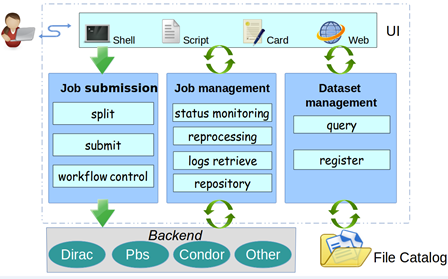 UI
Shell Script Card Web
Job submission
split
submit
workflow control
Job management
status monitoring
reprocessing
logs retrieve
repository
Dataset
management
query
register
Backend
Dirac Pbs Condor Other
File Catalog